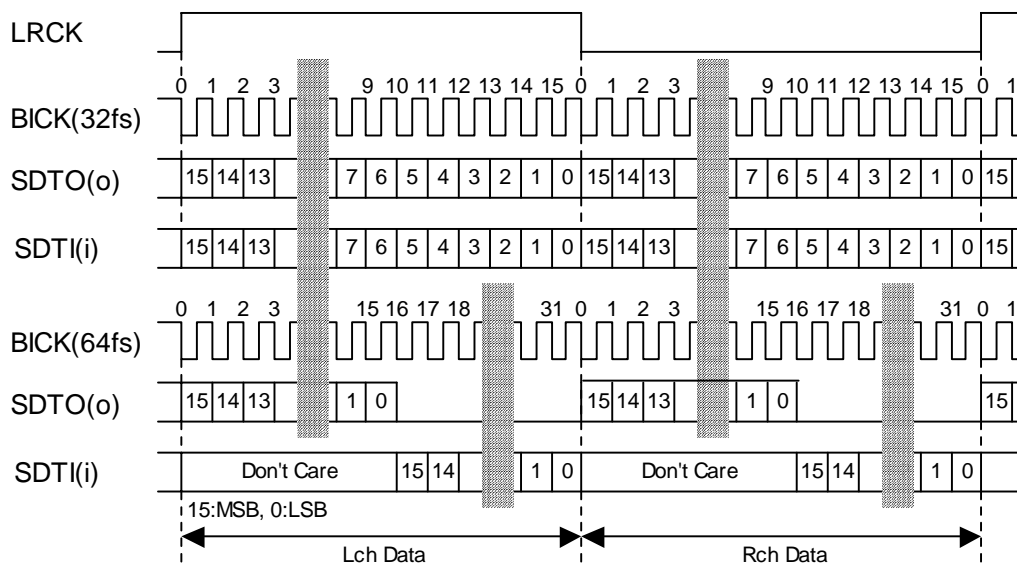 LRCK
0 1 2 3 9 10 11 12 13 14 15 0 1 2 3 9 10 11 12 13 14 15 0 1
BICK(32fs)
SDTO(o) 15 14 13 7 6 5 4 3 2 1 0 15 14 13 7 6 5 4 3 2 1 0 15
SDTI(i) 15 14 13 7 6 5 4 3 2 1 0 15 14 13 7 6 5 4 3 2 1 0 15
0 1 2 3 15 16 17 18 31 0 1 2 3 15 16 17 18 31 0 1
BICK(64fs)
SDTO(o) 15 14 13 1 0 15 14 13 1 0 15
SDTI(i) Don't Care 15 14 1 0 Don't Care 15 14 1 0
15:MSB, 0:LSB
Lch Data Rch Data